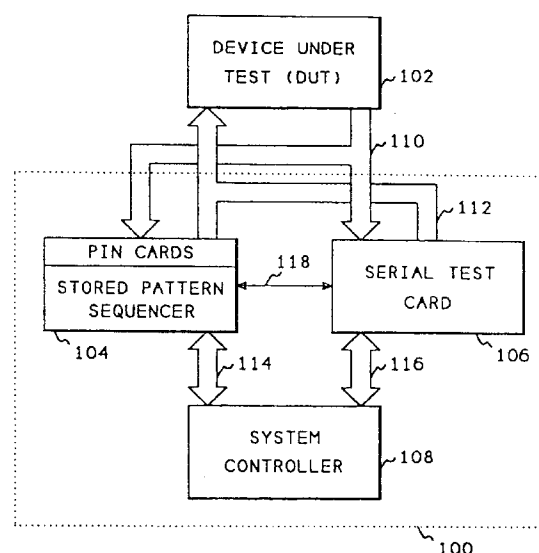 DEVICE UNDER
TEST (DUT)
102
110
112
PIN CARDS
STORED PATTERN
SEQUENCER
104
118
SERIAL TEST
CARD
106
114
116
SYSTEM
CONTROLLER
108
100